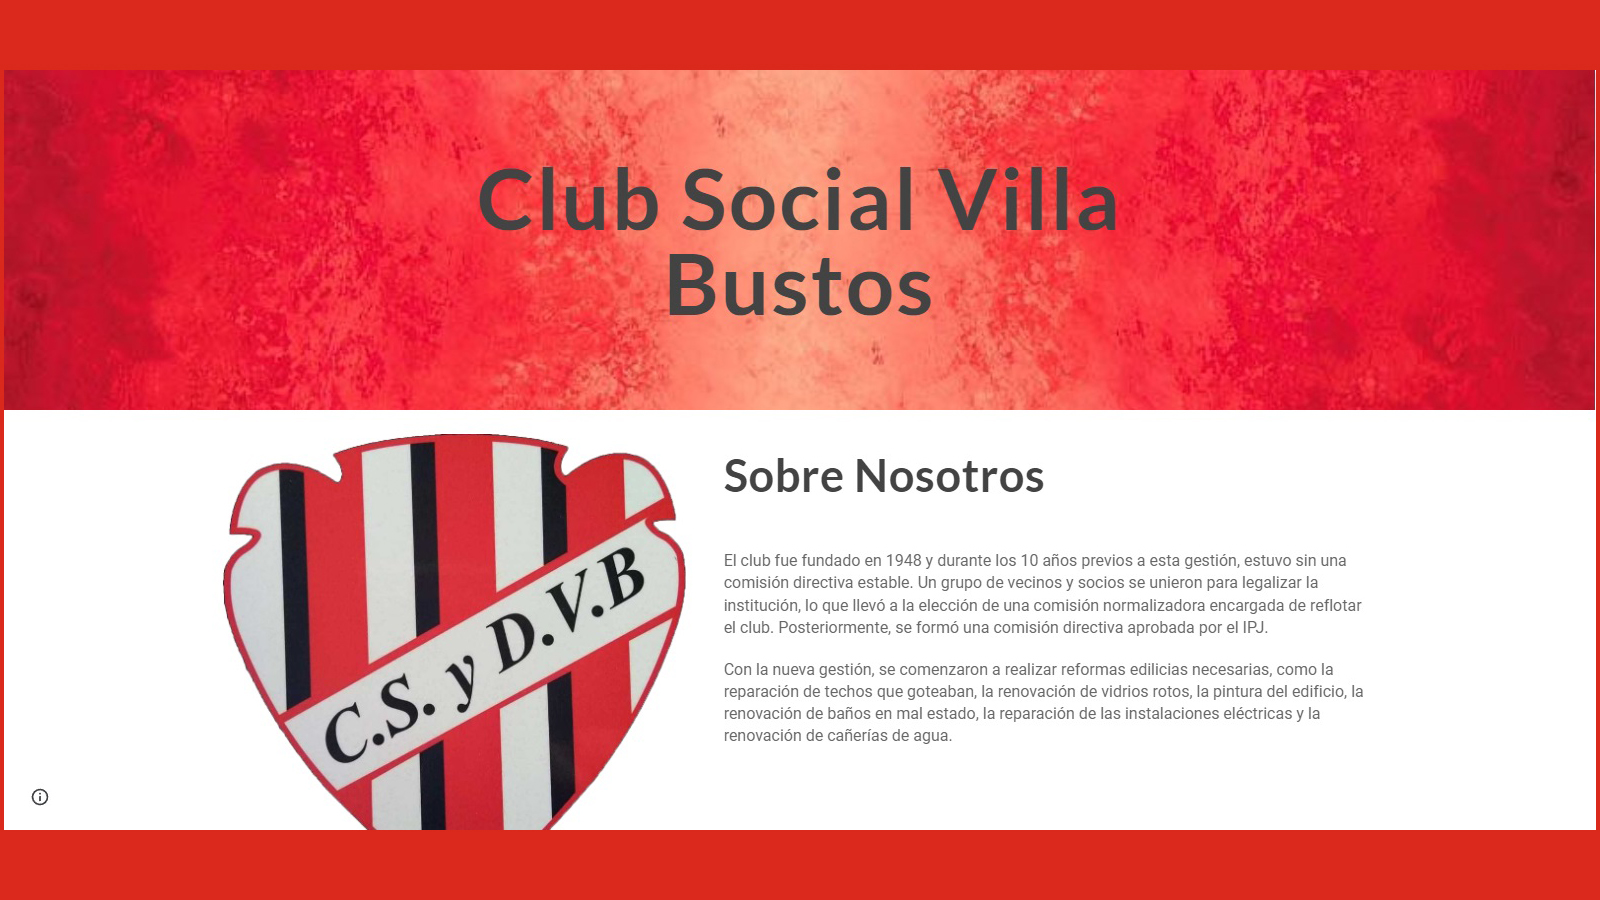 Club Social Villa
Bustos
C.S. y D.V.B
Sobre Nosotros
El club fue fundado en 1948 y durante los 10 años previos a esta gestión, estuvo sin una
comisión directiva estable. Un grupo de vecinos y socios se unieron para legalizar la
institución, lo que llevó a la elección de una comisión normalizadora encargada de reflotar
el club. Posteriormente, se formó una comisión directiva aprobada por el IPJ.
Con la nueva gestión, se comenzaron a realizar reformas edilicias necesarias, como la
reparación de techos que goteaban, la renovación de vidrios rotos, la pintura del edificio, la
renovación de baños en mal estado, la reparación de las instalaciones eléctricas y la
renovación de cañerías de agua.